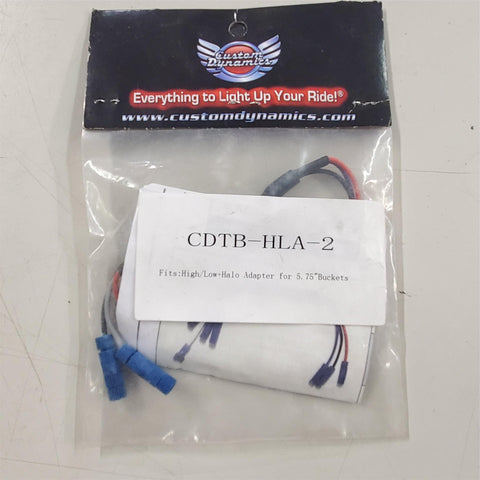 Custom
Dynamics
Everything to Light Up Your Ride!®
www.customdynamics.com
CDTB-HLA-2
Fits:High/Low+Halo Adapter for 5.75"Buckets